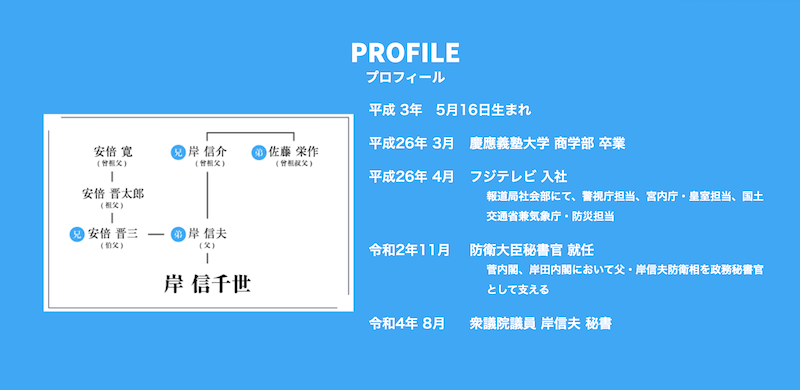 PROFILE
プロフィール
安倍 寛
(曾祖父)
兄 岸 信介
(曾祖父)
弟 佐藤 栄作
(曾祖叔父)
安倍 晋太郎
(祖父)
兄 安倍 晋三
(伯父)
弟 岸 信夫
(父)
岸 信千世
平成 3年 5月16日生まれ
平成26年 3月 慶應義塾大学 商学部 卒業
平成26年 4月 フジテレビ 入社
報道局社会部にて、警視庁担当、宮内庁・皇室担当、国土
交通省兼気象庁・防災担当
令和2年11月 防衛大臣秘書官 就任
菅内閣、岸田内閣において父・岸信夫防衛相を政務秘書官
として支える
令和4年 8月 衆議院議員 岸信夫 秘書